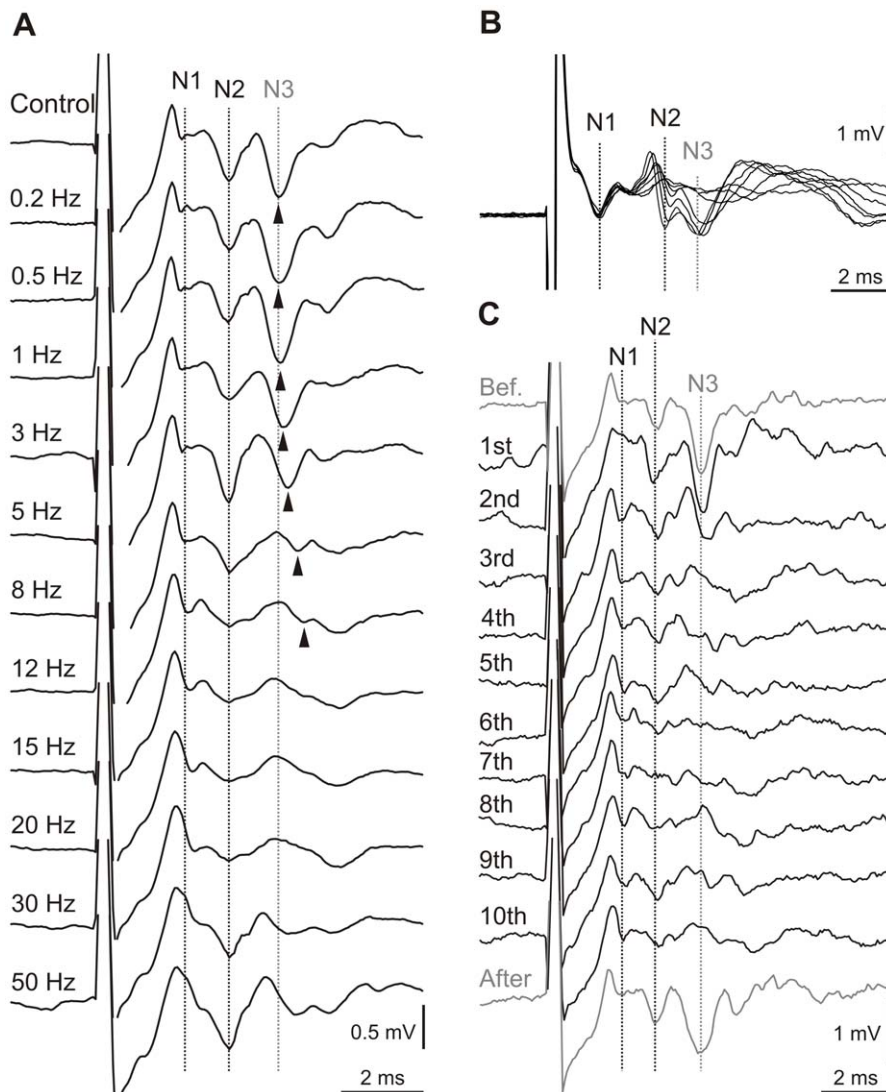 A
N1 N2 N3
Control
0.2 Hz
0.5 Hz
1 Hz
3 Hz
5 Hz
8 Hz
12 Hz
15 Hz
20 Hz
30 Hz
50 Hz
0.5 mV
2 ms
B
N1 N2 N3
1 mV
2 ms
C
N1 N2 N3
Bef.
1st
2nd
3rd
4th
5th
6th
7th
8th
9th
10th
After
1 mV
2 ms